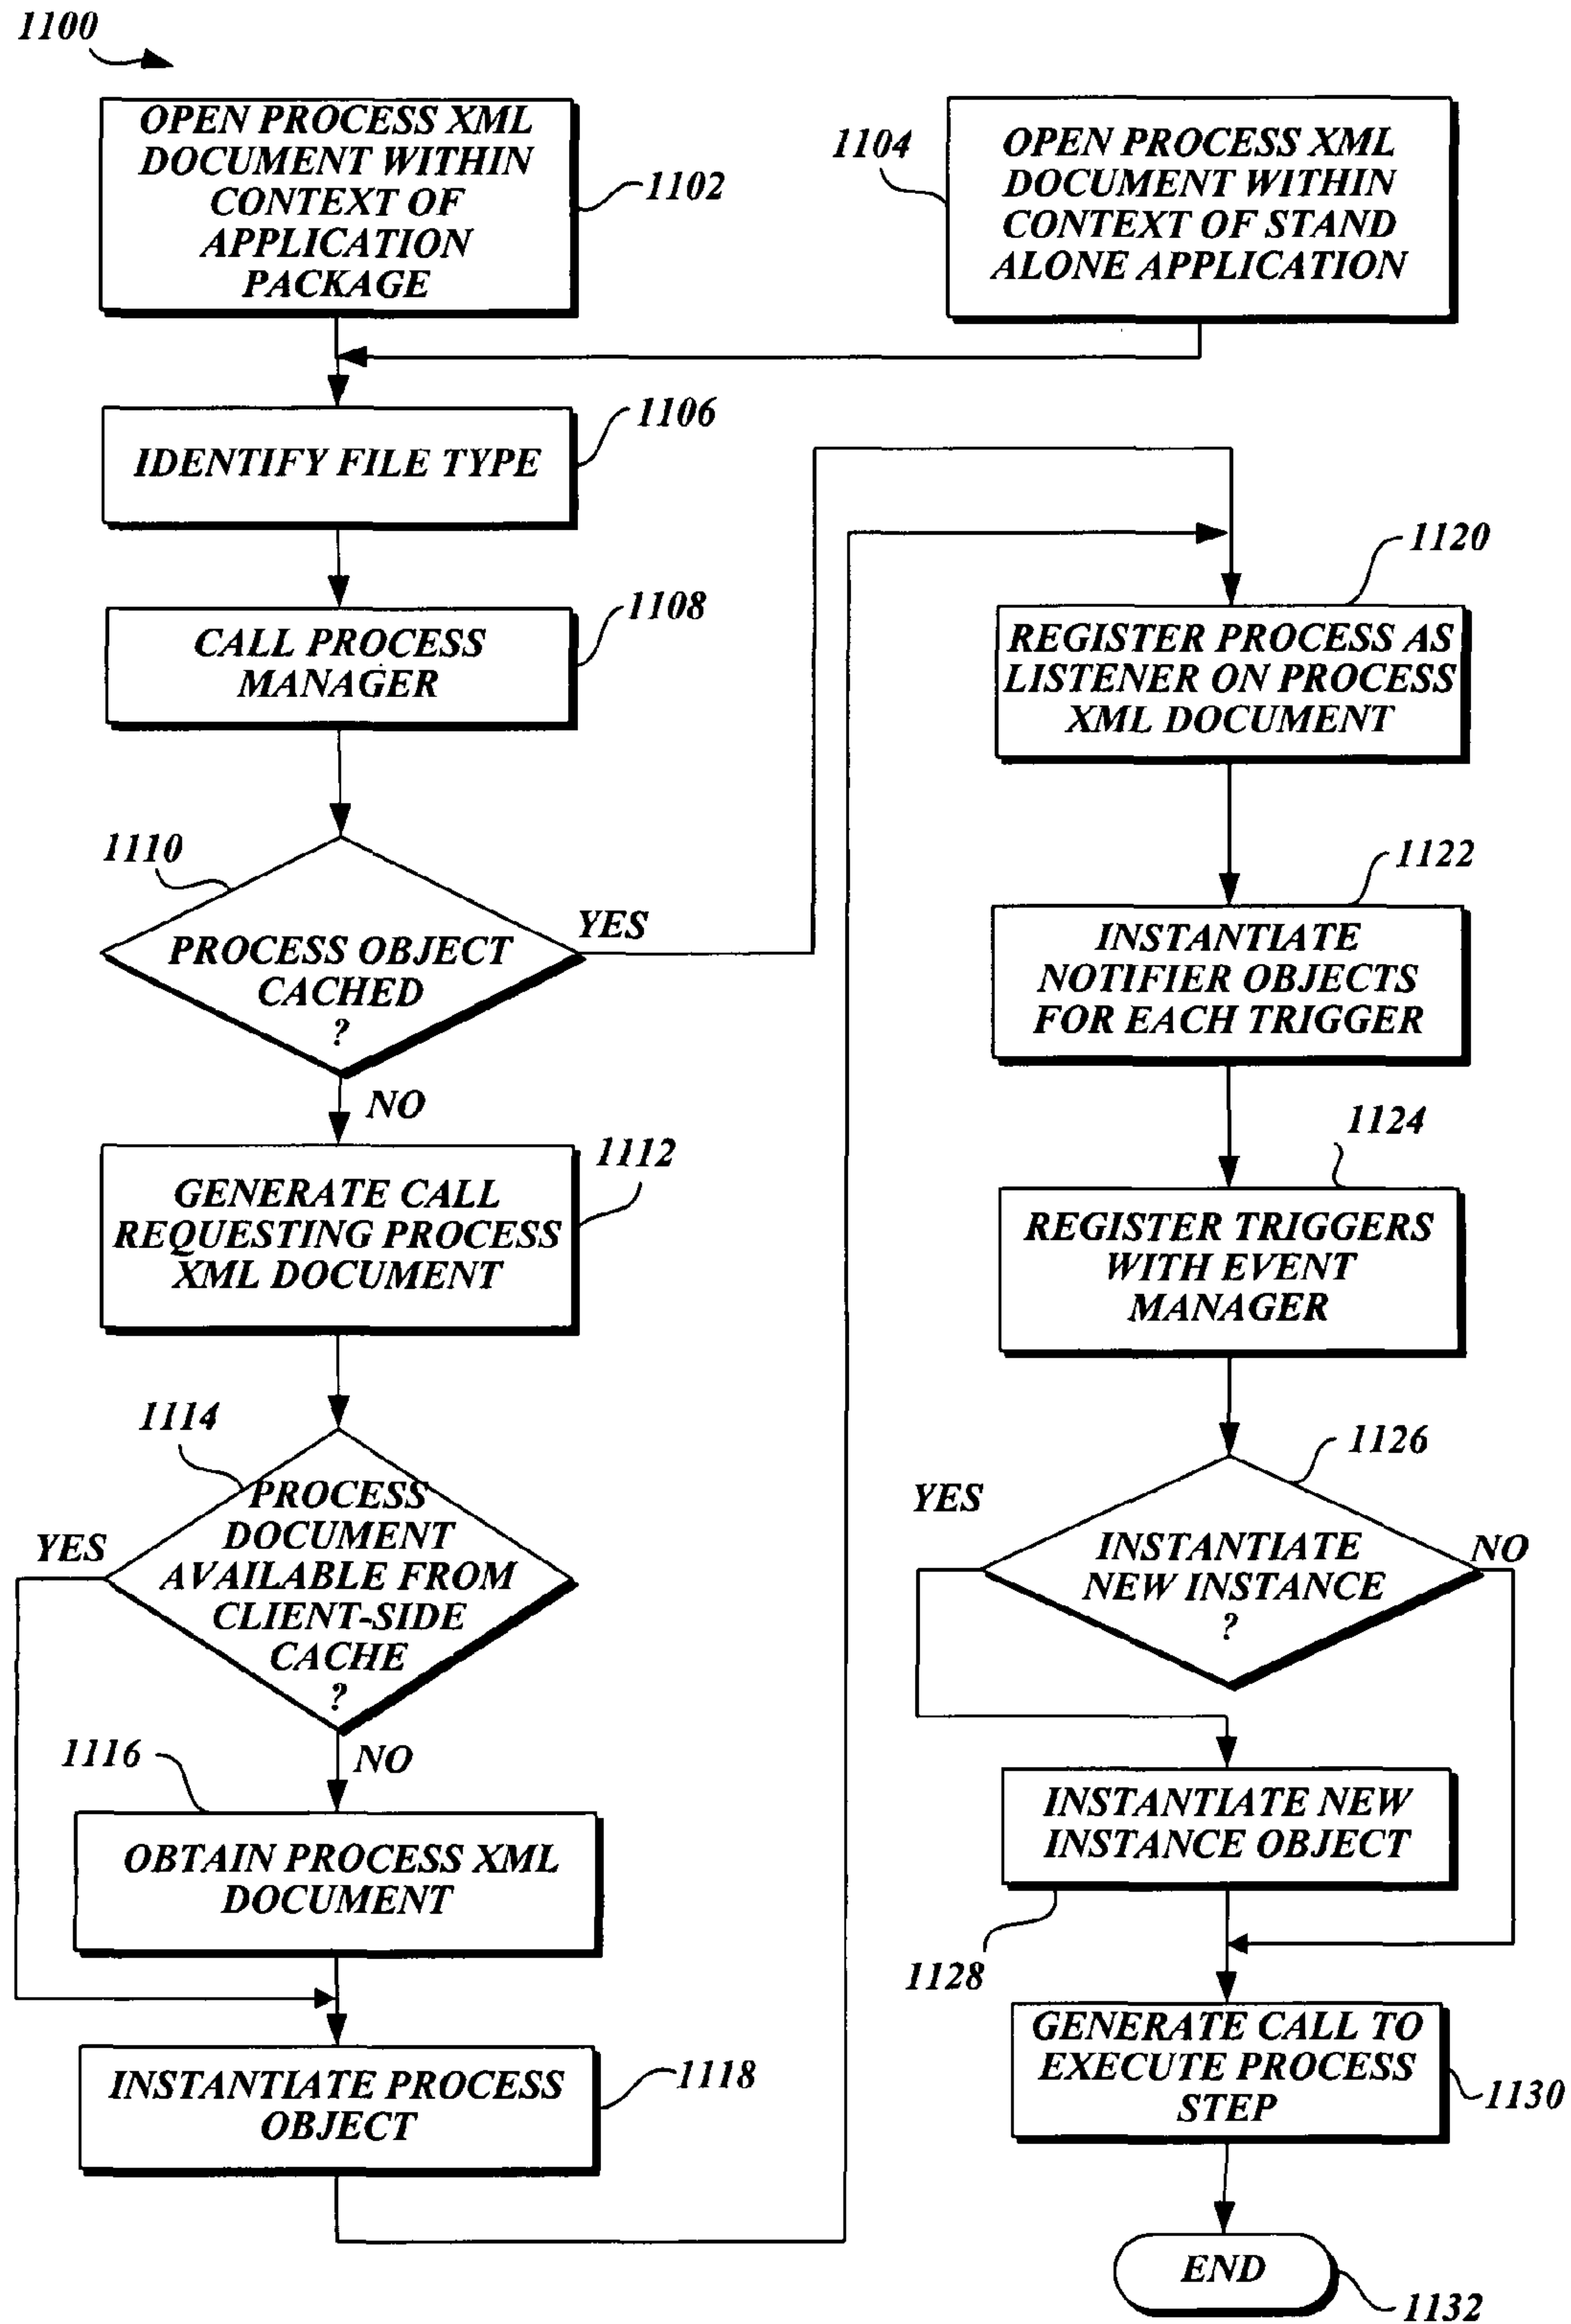 1100
OPEN PROCESS XML
DOCUMENT WITHIN
CONTEXT OF
APPLICATION
PACKAGE
1102
1104
OPEN PROCESS XML
DOCUMENT WITHIN
CONTEXT OF STAND
ALONE APPLICATION
IDENTIFY FILE TYPE
1106
CALL PROCESS
MANAGER
1108
1110
PROCESS OBJECT
CACHED
?
YES
NO
GENERATE CALL
REQUESTING PROCESS
XML DOCUMENT
1112
1114
PROCESS
DOCUMENT
AVAILABLE FROM
CLIENT-SIDE
CACHE
?
YES
NO
1116
OBTAIN PROCESS XML
DOCUMENT
INSTANTIATE PROCESS
OBJECT
1118
1120
REGISTER PROCESS AS
LISTENER ON PROCESS
XML DOCUMENT
1122
INSTANTIATE
NOTIFIER OBJECTS
FOR EACH TRIGGER
1124
REGISTER TRIGGERS
WITH EVENT
MANAGER
1126
YES
INSTANTIATE
NEW INSTANCE
?
NO
INSTANTIATE NEW
INSTANCE OBJECT
1128
GENERATE CALL TO
EXECUTE PROCESS
STEP
1130
END
1132